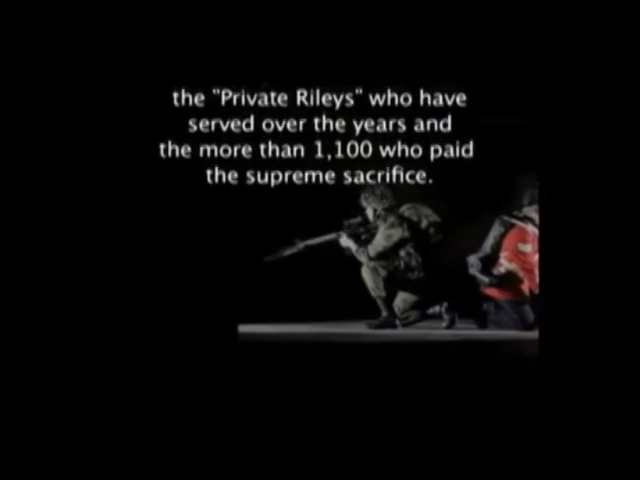 the "Private Rileys" who have
served over the years and
the more than 1,100 who paid
the supreme sacrifice.